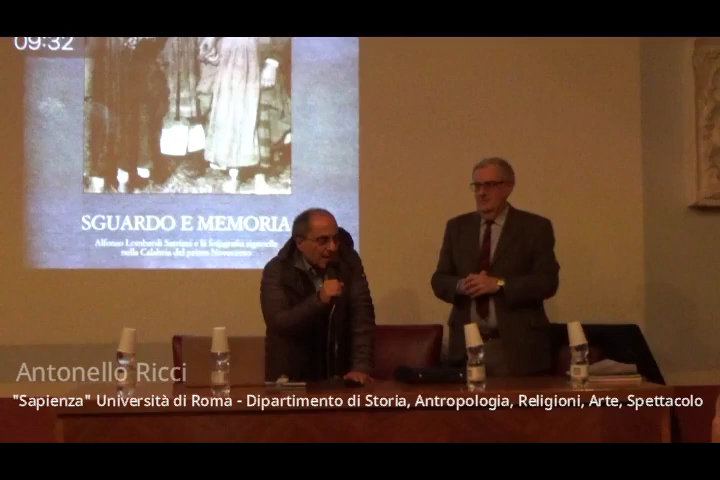 09:32
SGUARDO E MEMORIA
Alfonso Lombardi Satriani e la fotografia signorile
nella Calabria del primo Novecento
Antonello Ricci
"Sapienza" Università di Roma - Dipartimento di Storia, Antropologia, Religioni, Arte, Spettacolo